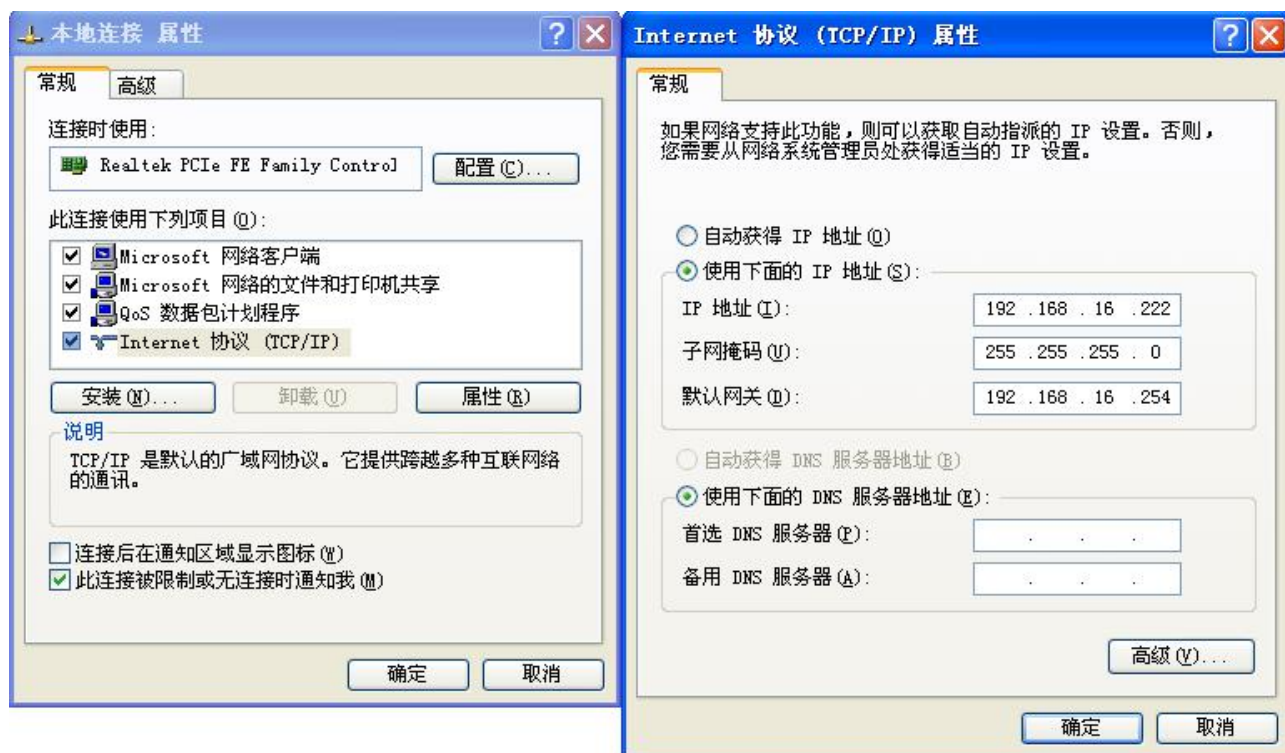 本地连接 属性
常规
高级
连接时使用:
Realtek PCIe FE Family Control
配置(C)...
此连接使用下列项目(O):
Microsoft 网络客户端
Microsoft 网络的文件和打印机共享
QoS 数据包计划程序
Internet 协议 (TCP/IP)
安装(N)...
卸载(U)
属性(R)
说明
TCP/IP 是默认的广域网协议。它提供跨越多种互联网络
的通讯。
连接后在通知区域显示图标(W)
此连接被限制或无连接时通知我(M)
确定
取消
Internet 协议 (TCP/IP) 属性
常规
如果网络支持此功能,则可以获取自动指派的 IP 设置。否则,
您需要从网络系统管理员处获得适当的 IP 设置。
自动获得 IP 地址(O)
使用下面的 IP 地址(S):
IP 地址(I):
192 .168 . 16 .222
子网掩码(U):
255 .255 .255 . 0
默认网关(D):
192 .168 . 16 .254
自动获得 DNS 服务器地址(B)
使用下面的 DNS 服务器地址(E):
首选 DNS 服务器(P):
. . .
备用 DNS 服务器(A):
. . .
高级(V)...
确定
取消